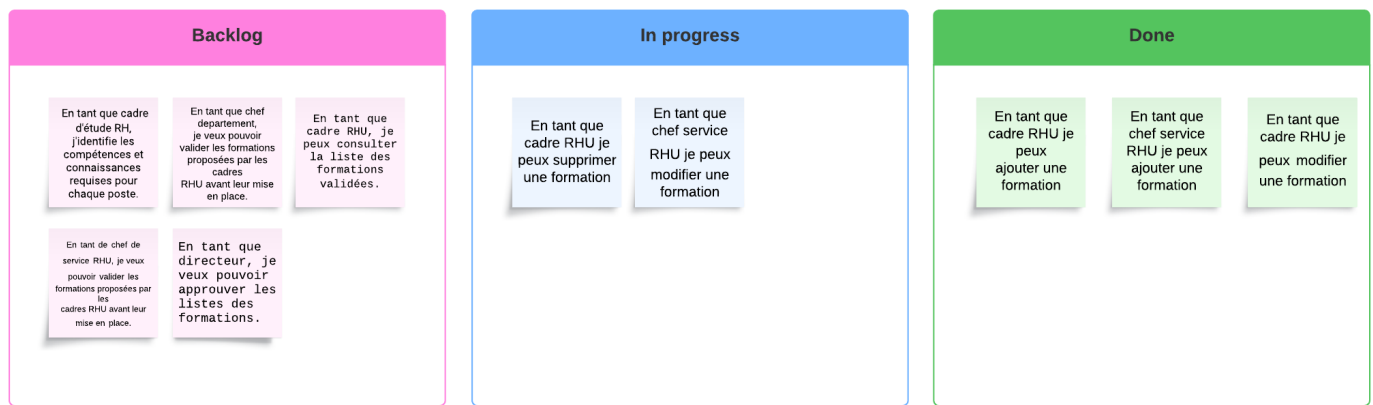 Backlog
In progress
Done
En tant que cadre
d'étude RH,
j'identifie les
compétences et
connaissances
requises pour
chaque poste.
En tant que chef
departement,
je veux pouvoir
valider les formations
proposées par les
cadres
RHU avant leur mise
en place.
En tant que
cadre RHU, je
peux consulter
la liste des
formations
validées.
En tant de chef de
service RHU, je veux
pouvoir valider les
formations proposées par
les
cadres RHU avant leur
mise en place.
En tant que
directeur, je
veux pouvoir
approuver les
listes des
formations.
En tant que
cadre RHU je
peux supprimer
une formation
En tant que
chef service
RHU je peux
modifier une
formation
En tant que
cadre RHU je
peux
ajouter une
formation
En tant que
chef service
RHU je peux
ajouter une
formation
En tant que
cadre RHU je
peux modifier
une formation